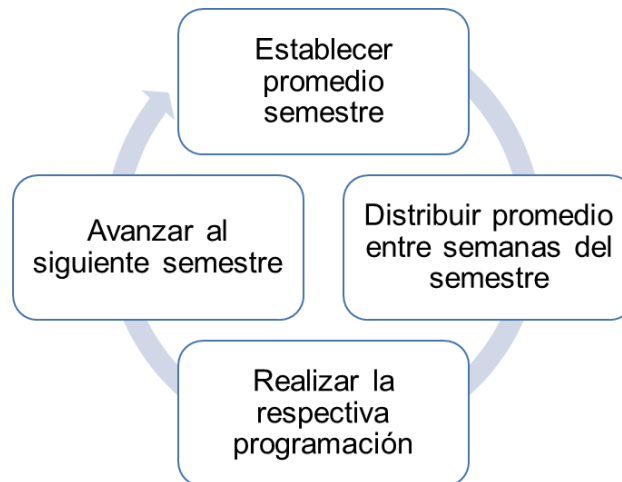 Establecer
promedio
semestre
Distribuir promedio
entre semanas del
semestre
Realizar la
respectiva
programación
Avanzar al
siguiente semestre